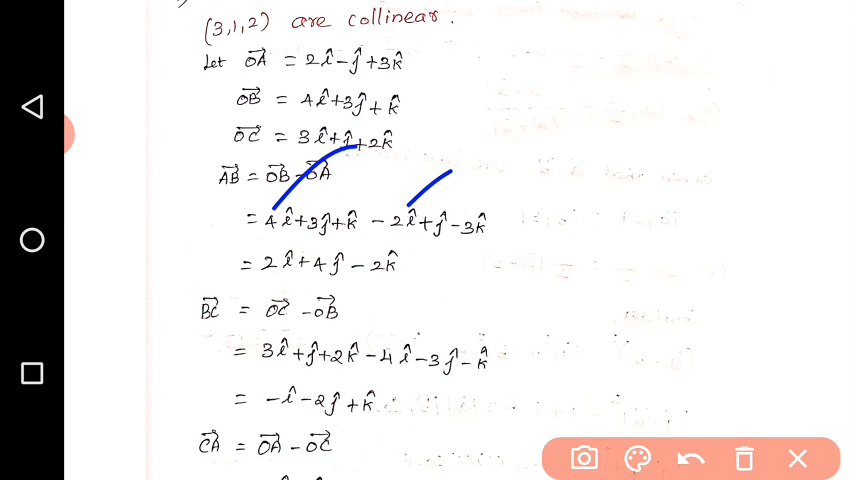 (3,1,2) are collinear.
Let OA⃗ = 2î-ĵ+3k̂
OB⃗ = 4î+3ĵ+k̂
OC⃗ = 3î+ĵ+2k̂
AB⃗ = OB⃗-OA⃗
= 4î+3ĵ+k̂ - 2î+ĵ-3k̂
= 2î+4ĵ-2k̂
BC⃗ = OC⃗-OB⃗
= 3î+ĵ+2k̂-4î-3ĵ-k̂
= -î-2ĵ+k̂
CA⃗ = OA⃗-OC⃗